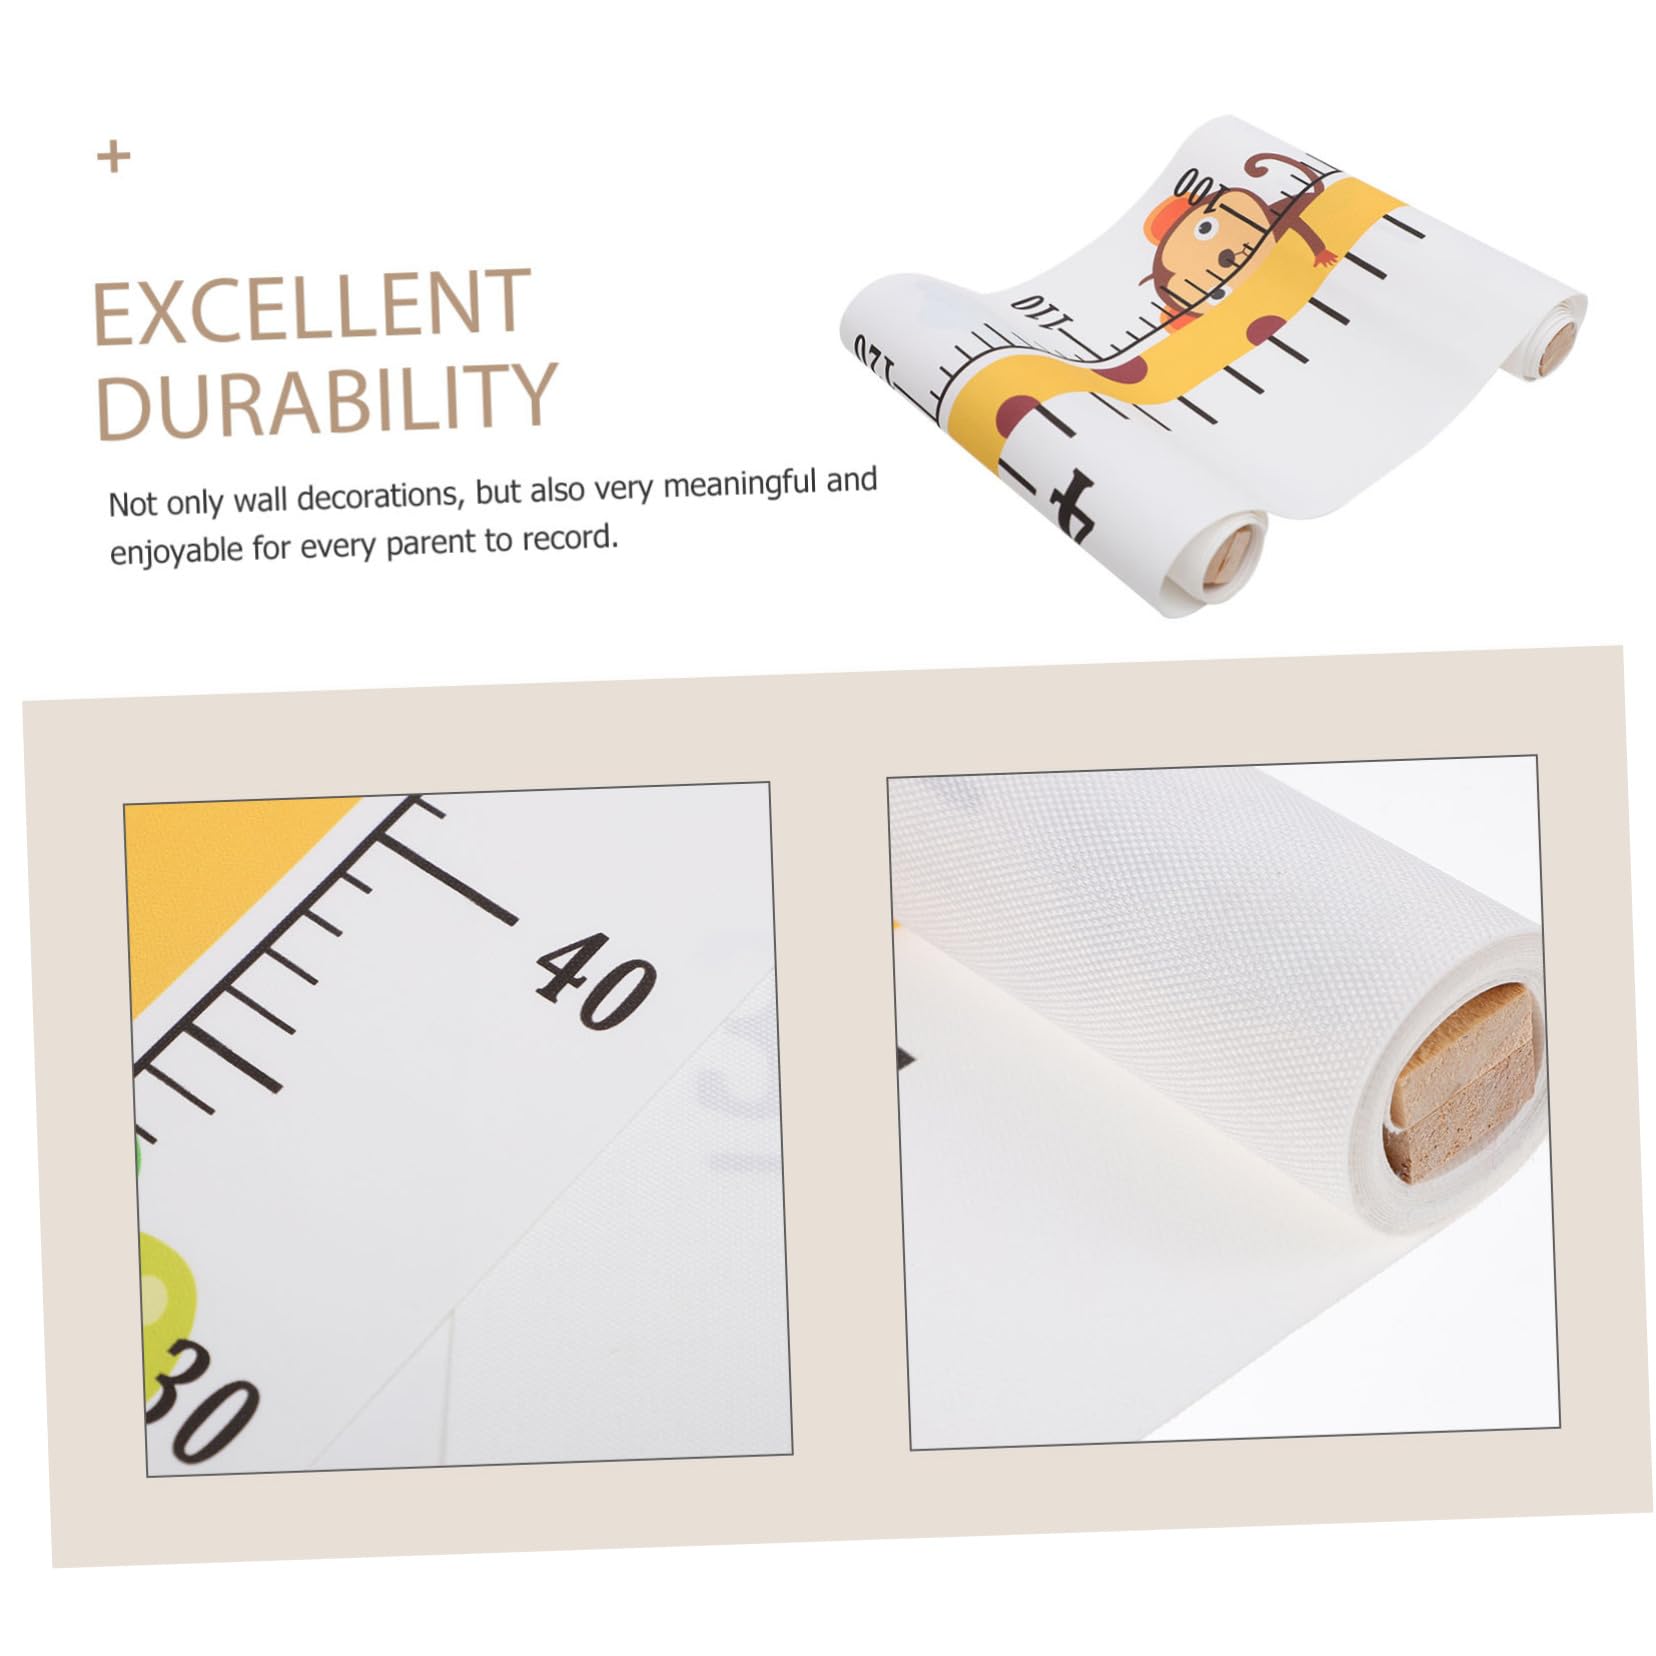 +
EXCELLENT
DURABILITY
Not only wall decorations, but also very meaningful and
enjoyable for every parent to record.
100
110
120
4
40
30